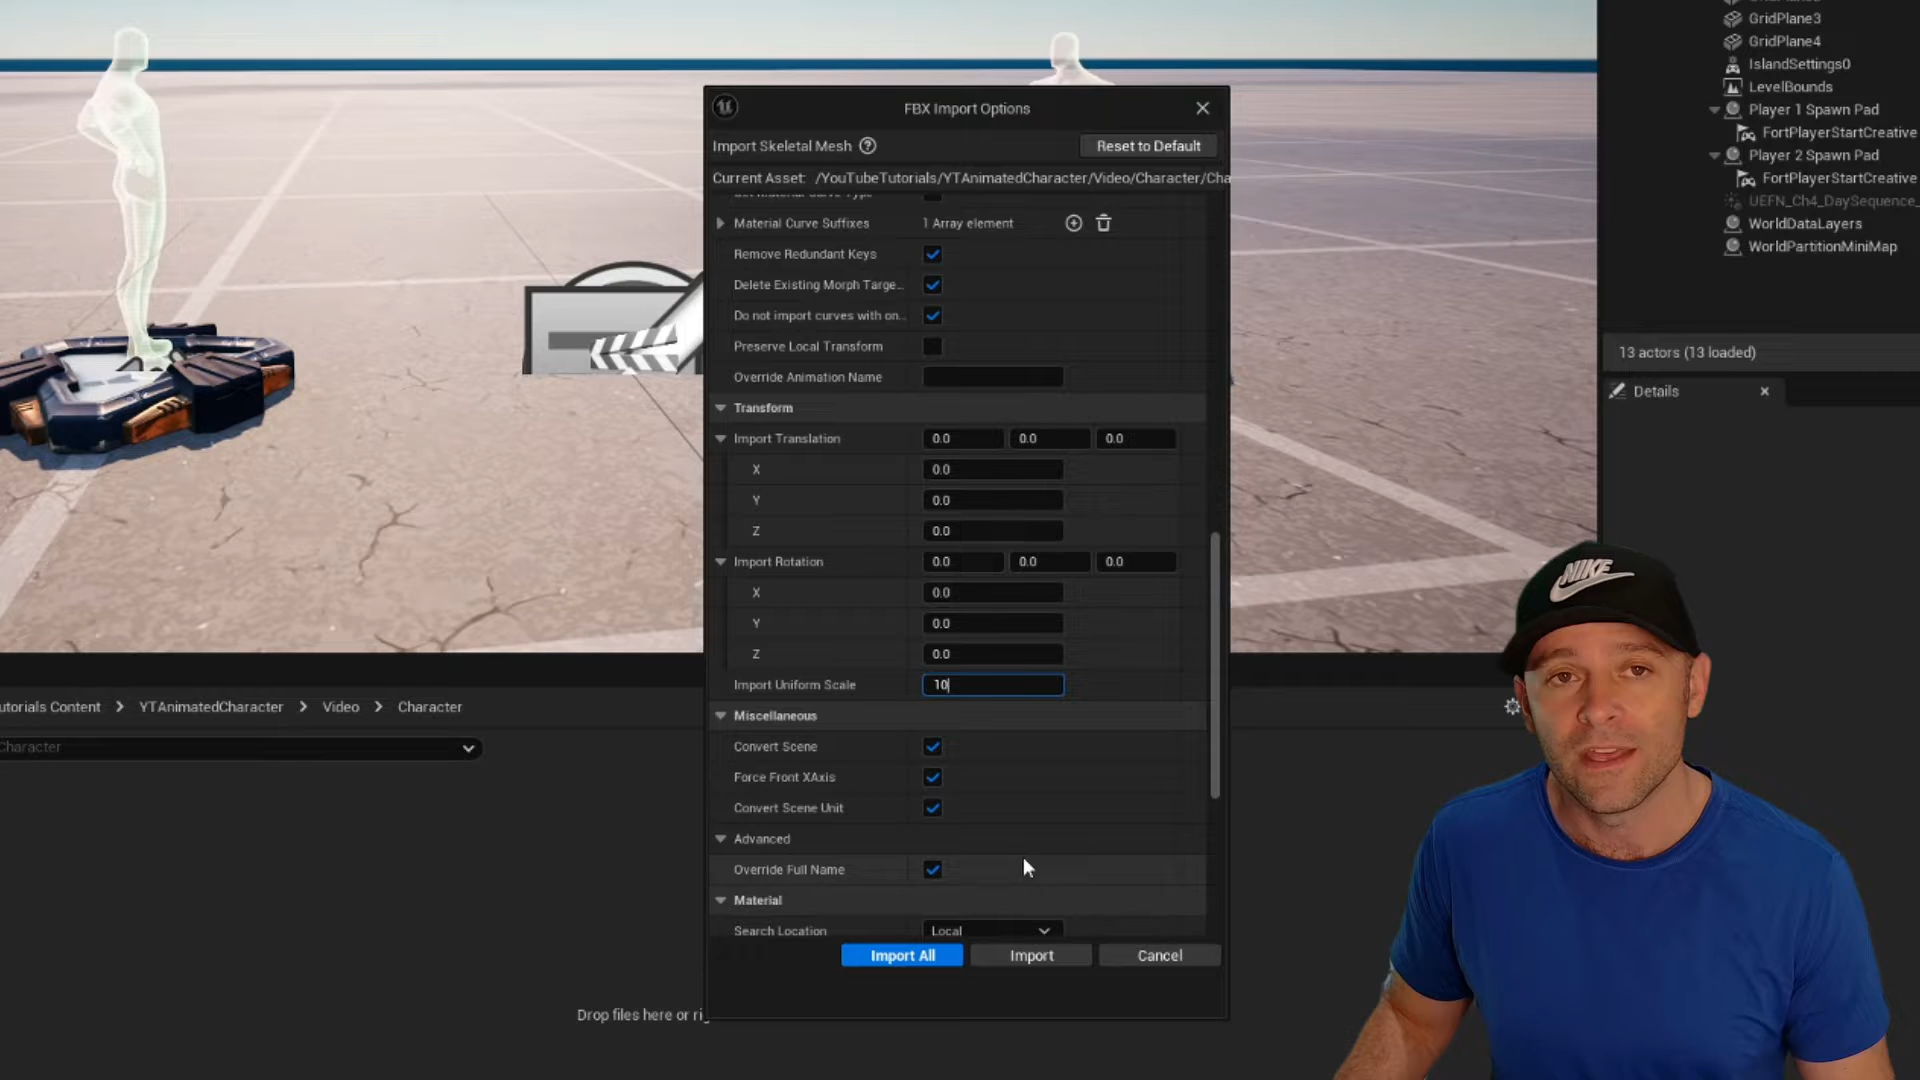 GridPlane3
GridPlane4
IslandSettings0
LevelBounds
Player 1 Spawn Pad
FortPlayerStartCreative
Player 2 Spawn Pad
FortPlayerStartCreative
UEFN_Ch4_DaySequence_
WorldDataLayers
WorldPartitionMiniMap
13 actors (13 loaded)
Details
FBX Import Options
Import Skeletal Mesh
Reset to Default
Current Asset: /YouTubeTutorials/YTAnimatedCharacter/Video/Character/Cha
Material Curve Suffixes 1 Array element
Remove Redundant Keys
Delete Existing Morph Targe..
Do not import curves with on..
Preserve Local Transform
Override Animation Name
Transform
Import Translation 0.0 0.0 0.0
X 0.0
Y 0.0
Z 0.0
Import Rotation 0.0 0.0 0.0
X 0.0
Y 0.0
Z 0.0
Import Uniform Scale 10
Miscellaneous
Convert Scene
Force Front XAxis
Convert Scene Unit
Advanced
Override Full Name
Material
Search Location Local
Import All Import Cancel
utorials Content > YTAnimatedCharacter > Video > Character
Character
Drop files here or rig
NIKE